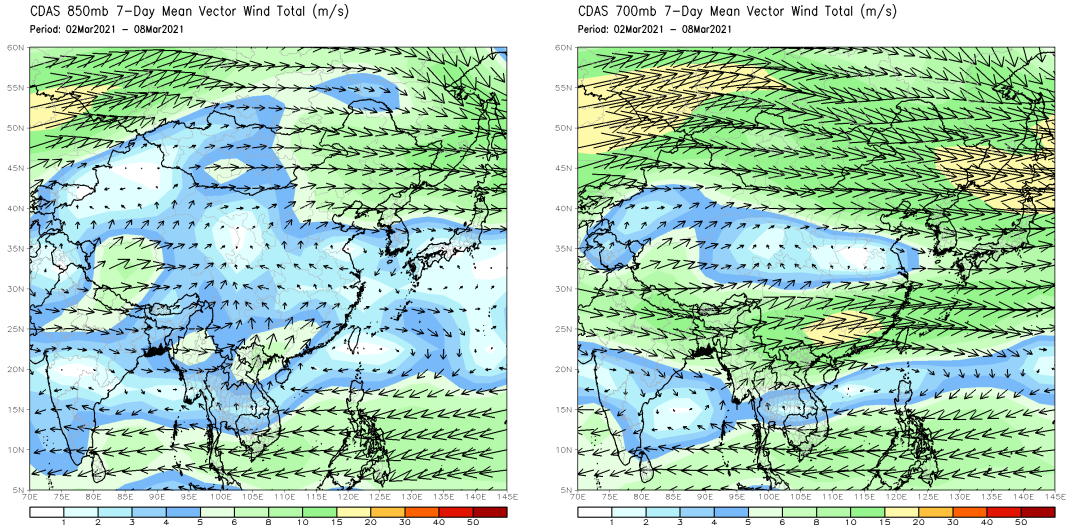 CDAS 850mb 7-Day Mean Vector Wind Total (m/s)
Period: 02Mar2021 - 08Mar2021
60N
55N
50N
45N
40N
35N
30N
25N
20N
15N
10N
5N
70E 75E 80E 85E 90E 95E 100E 105E 110E 115E 120E 125E 130E 135E 140E 145E
1 2 3 4 5 6 8 10 15 20 30 40 50
CDAS 700mb 7-Day Mean Vector Wind Total (m/s)
Period: 02Mar2021 - 08Mar2021
60N
55N
50N
45N
40N
35N
30N
25N
20N
15N
10N
5N
70E 75E 80E 85E 90E 95E 100E 105E 110E 115E 120E 125E 130E 135E 140E 145E
1 2 3 4 5 6 8 10 15 20 30 40 50